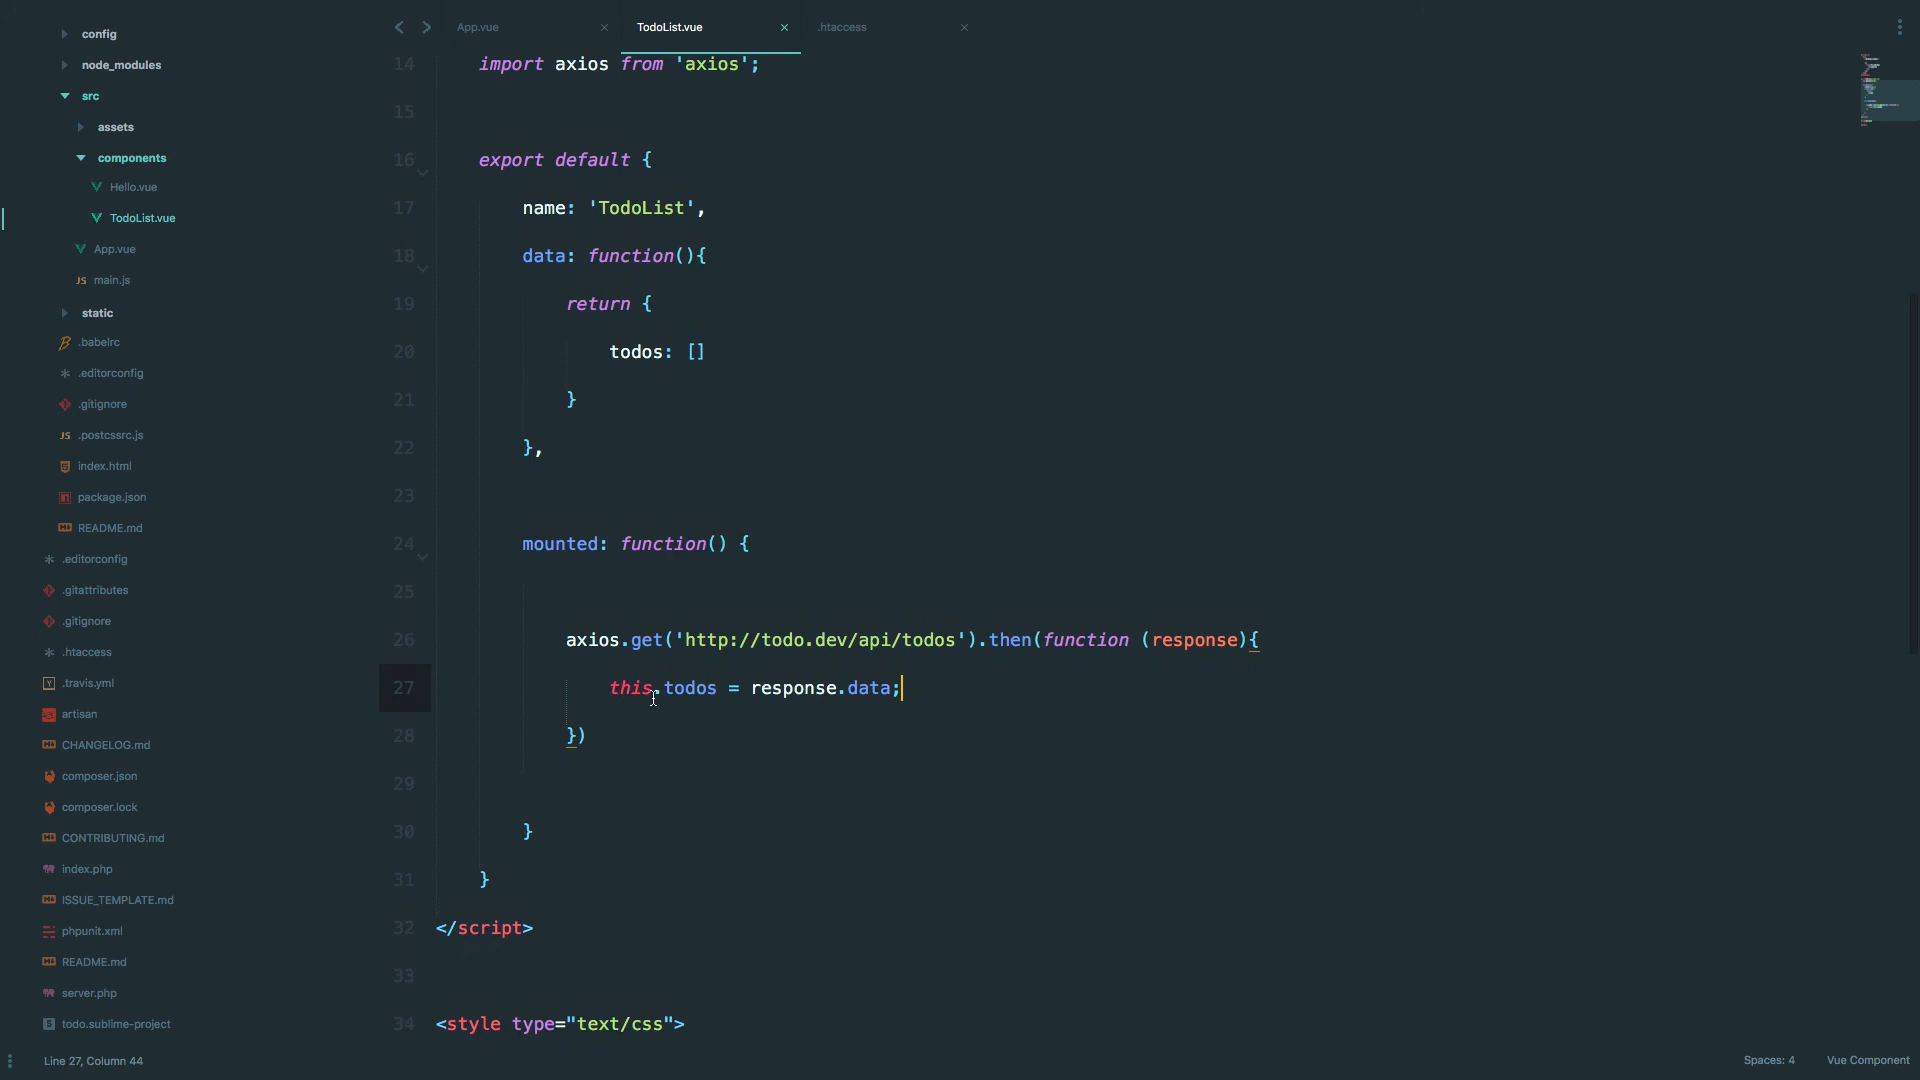 config
node_modules
src
assets
components
Hello.vue
TodoList.vue
App.vue
JS main.js
static
.babelrc
.editorconfig
.gitignore
JS .postcssrc.js
index.html
package.json
README.md
.editorconfig
.gitattributes
.gitignore
.htaccess
.travis.yml
artisan
CHANGELOG.md
composer.json
composer.lock
CONTRIBUTING.md
index.php
ISSUE_TEMPLATE.md
phpunit.xml
README.md
server.php
todo.sublime-project
App.vue TodoList.vue .htaccess
14 import axios from 'axios';
15
16 export default {
17 name: 'TodoList',
18 data: function(){
19 return {
20 todos: []
21 }
22 },
23
24 mounted: function() {
25
26 axios.get('http://todo.dev/api/todos').then(function (response){
27 this.todos = response.data;
28 })
29
30 }
31 }
32 </script>
33
34 <style type="text/css">
Line 27, Column 44
Spaces: 4
Vue Component